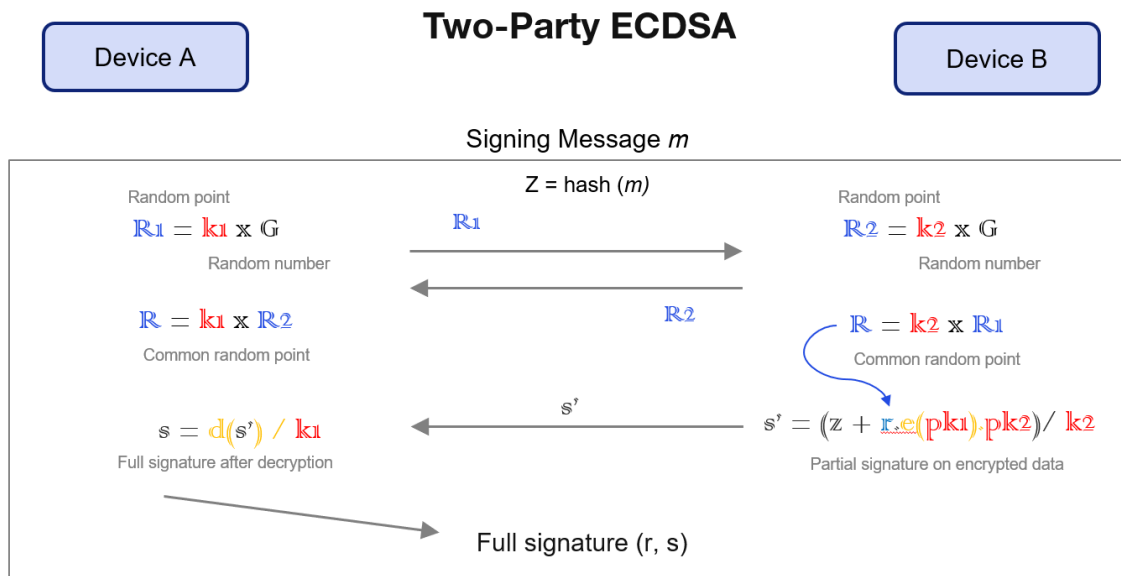 Two-Party ECDSA
Device A
Device B
Signing Message m
Z = hash (m)
Random point
R1 = k1 x G
Random number
R1
Random point
R2 = k2 x G
Random number
R2
R = k1 x R2
Common random point
R = k2 x R1
Common random point
s = d(s') / k1
Full signature after decryption
s'
s' = (z + r.e(pk1).pk2)/ k2
Partial signature on encrypted data
Full signature (r, s)